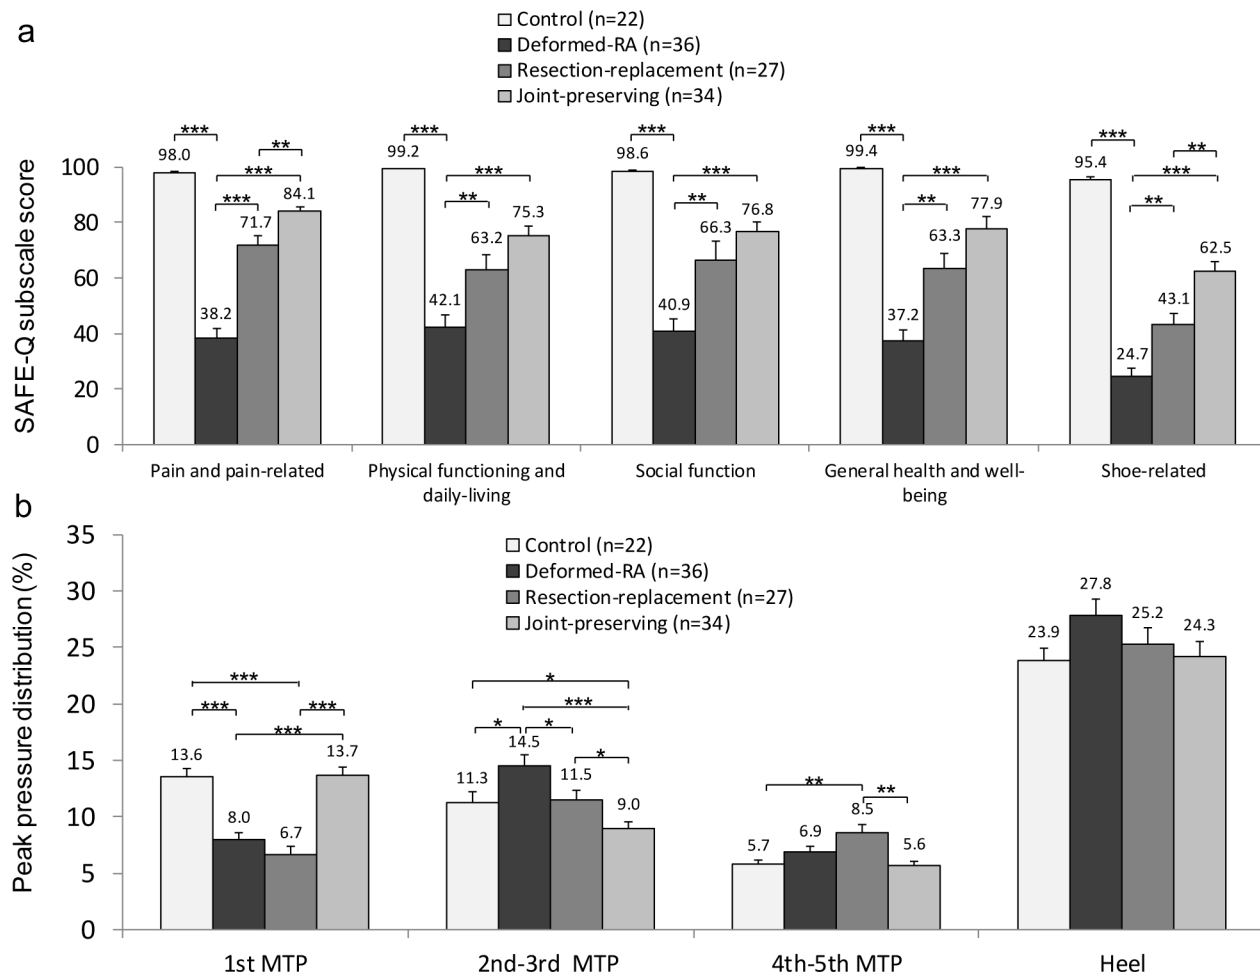 a
Control (n=22)
Deformed-RA (n=36)
Resection-replacement (n=27)
Joint-preserving (n=34)
SAFE-Q subscale score
100
80
60
40
20
0
*** ** *** ***
98.0 38.2 71.7 84.1
*** *** **
99.2 42.1 63.2 75.3
*** *** **
98.6 40.9 66.3 76.8
*** *** **
99.4 37.2 63.3 77.9
*** ** *** **
95.4 24.7 43.1 62.5
Pain and pain-related
Physical functioning and
daily-living
Social function
General health and well-
being
Shoe-related
b
Control (n=22)
Deformed-RA (n=36)
Resection-replacement (n=27)
Joint-preserving (n=34)
Peak pressure distribution (%)
35
30
25
20
15
10
5
0
*** *** *** ***
13.6 8.0 6.7 13.7
* *** * * *
11.3 14.5 11.5 9.0
** **
5.7 6.9 8.5 5.6
23.9 27.8 25.2 24.3
1st MTP
2nd-3rd MTP
4th-5th MTP
Heel